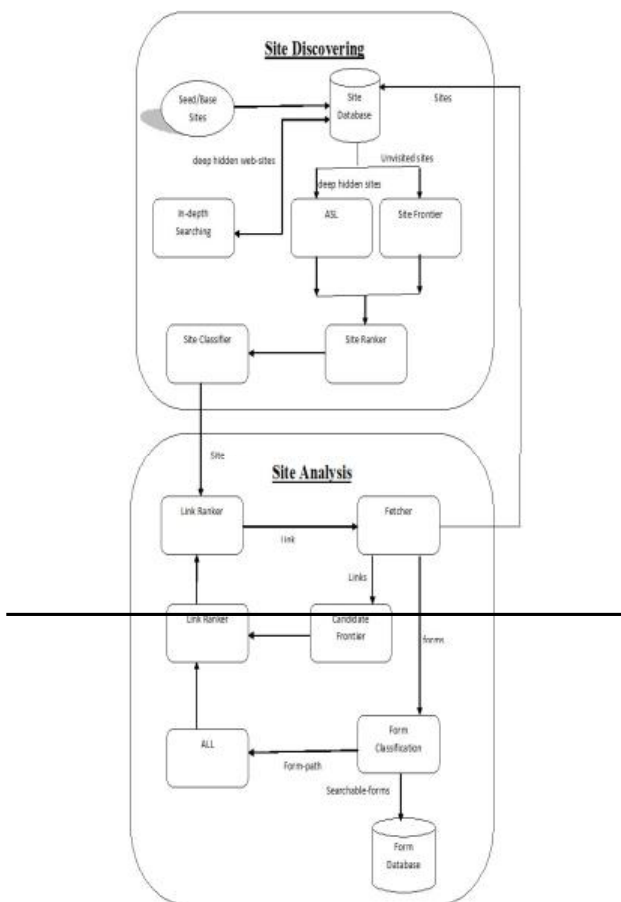 Site Discovering
Seed/Base
Sites
Site
Database
Sites
deep hidden web-sites
Unvisited sites
deep hidden sites
In-depth
Searching
ASL
Site Frontier
Site Classifier
Site Ranker
Site
Site Analysis
Link Ranker
link
Fetcher
Links
Link Ranker
Candidate
Frontier
forms
ALL
Form-path
Form
Classification
Searchable-forms
Form
Database